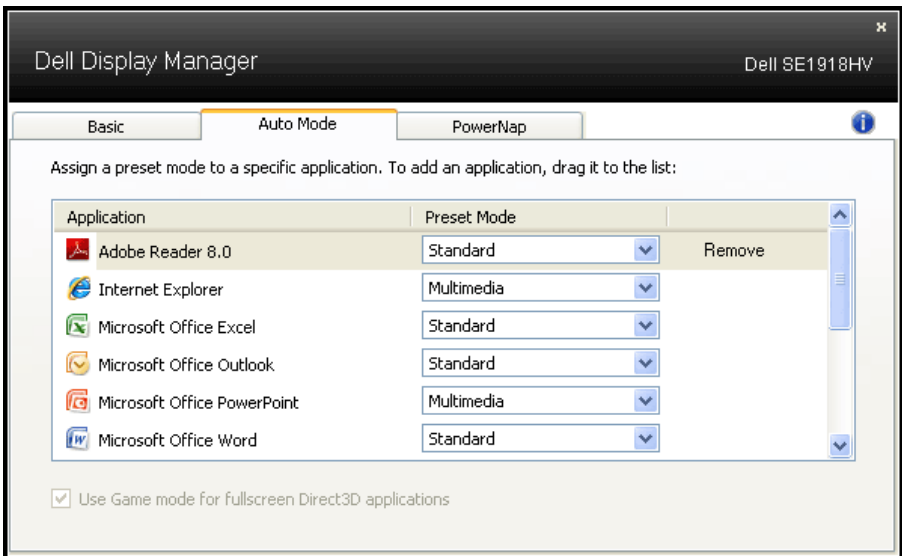 x
Dell Display Manager
Dell SE1918HV
Basic Auto Mode PowerNap i
Assign a preset mode to a specific application. To add an application, drag it to the list:
Application Preset Mode
Adobe Reader 8.0 Standard Remove
Internet Explorer Multimedia
Microsoft Office Excel Standard
Microsoft Office Outlook Standard
Microsoft Office PowerPoint Multimedia
Microsoft Office Word Standard
Use Game mode for fullscreen Direct3D applications